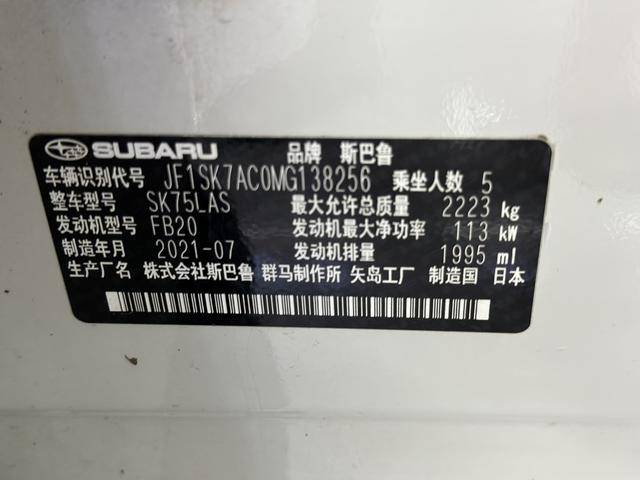 SUBARU 品牌 斯巴鲁
车辆识别代号 JF1SK7AC0MG138256 乘坐人数 5
整车型号 SK75LAS 最大允许总质量 2223 kg
发动机型号 FB20 发动机最大净功率 113 kW
制造年月 2021-07 发动机排量 1995 ml
生产厂名 株式会社斯巴鲁 群马制作所 矢岛工厂 制造国 日本